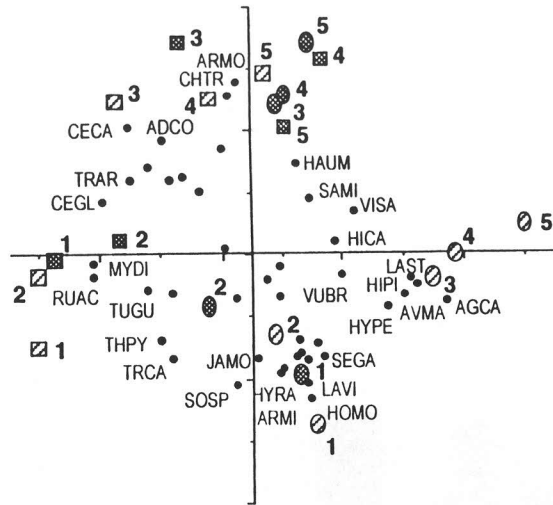 3
5
ARMO
5
4
CHTR
3
4
4
3
CECA
ADCO
5
HAUM
TRAR
SAMI
CEGL
VISA
1
2
HICA
4
5
MYDI
LAST
2
RUAC
HIPI
3
TUGU
2
VUBR
AVMA
AGCA
HYPE
2
THPY
JAMO
SEGA
1
TRCA
1
SOSP
HYRA
LAVI
ARMI
HOMO
1